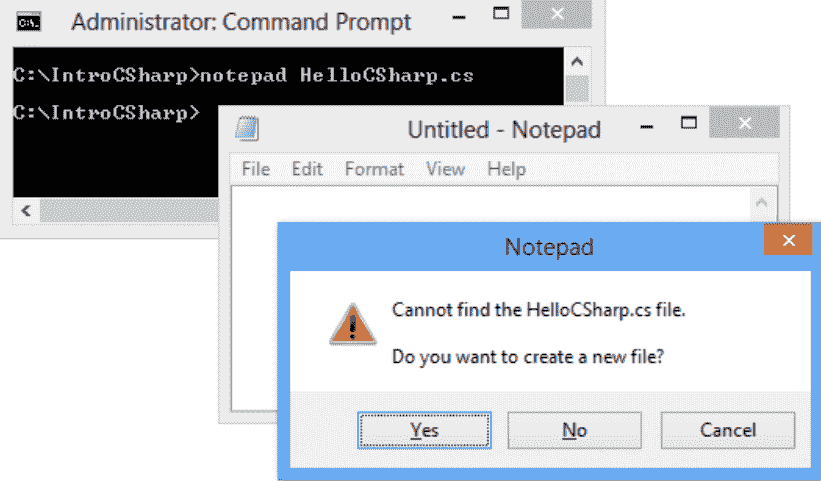 Administrator: Command Prompt
C:\IntroCSharp>notepad HelloCSharp.cs
C:\IntroCSharp>
Untitled - Notepad
File Edit Format View Help
Notepad
Cannot find the HelloCSharp.cs file.
Do you want to create a new file?
Yes No Cancel